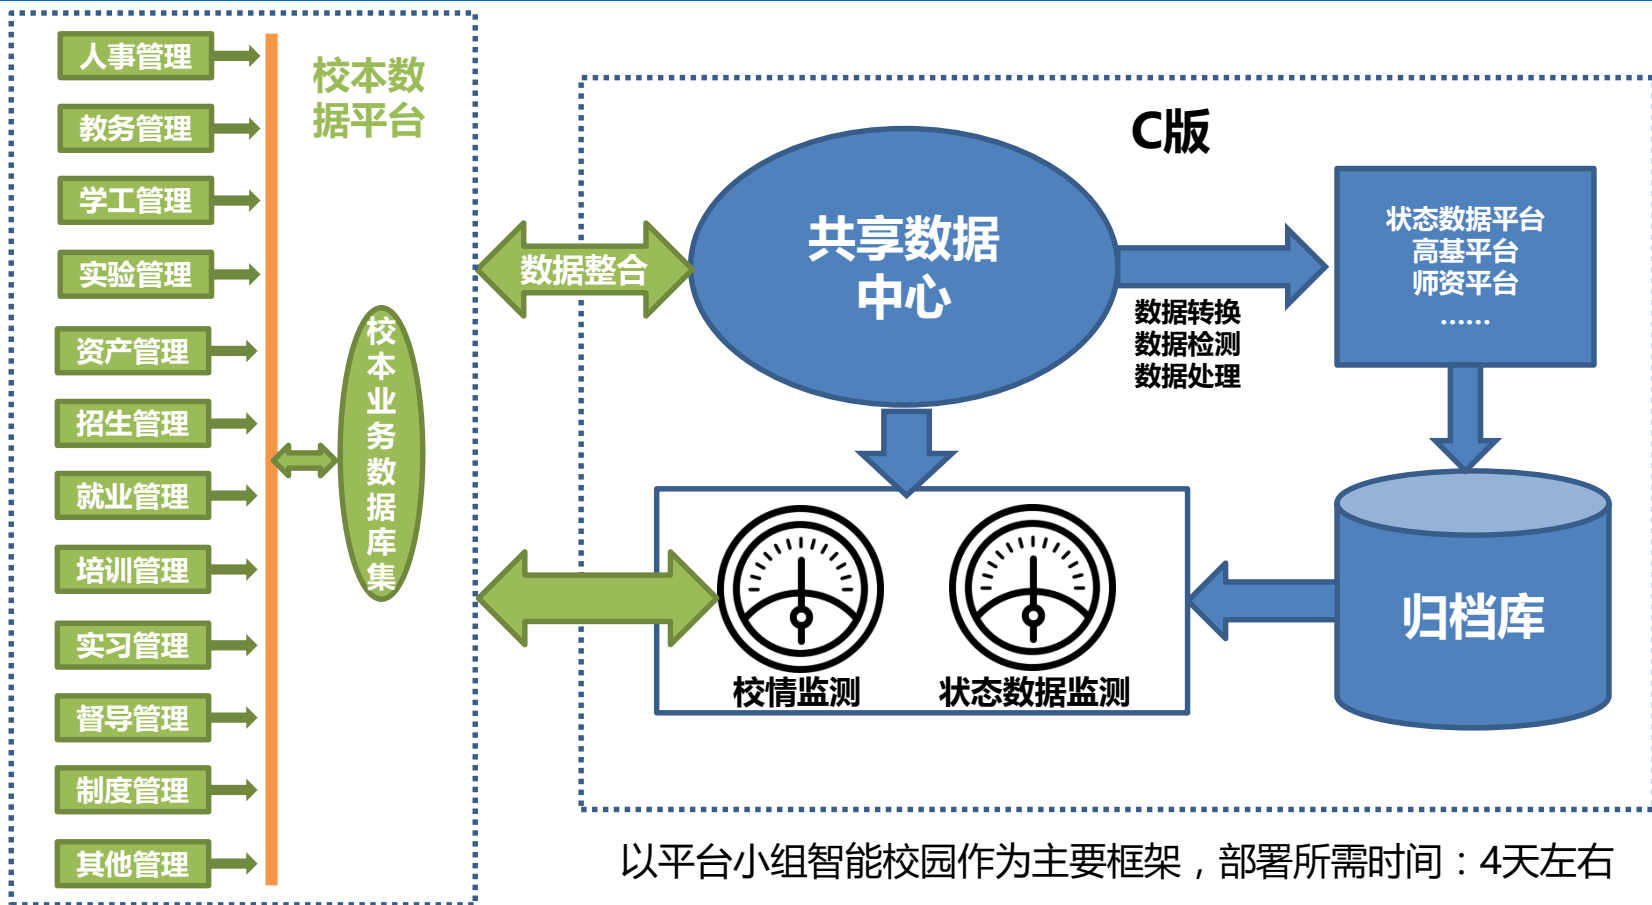 人事管理
教务管理
学工管理
实验管理
资产管理
招生管理
就业管理
培训管理
实习管理
督导管理
制度管理
其他管理
校本数
据平台
校本业务数据库集
数据整合
C版
共享数据
中心
数据转换
数据检测
数据处理
状态数据平台
高基平台
师资平台
……
校情监测
状态数据监测
归档库
以平台小组智能校园作为主要框架，部署所需时间：4天左右